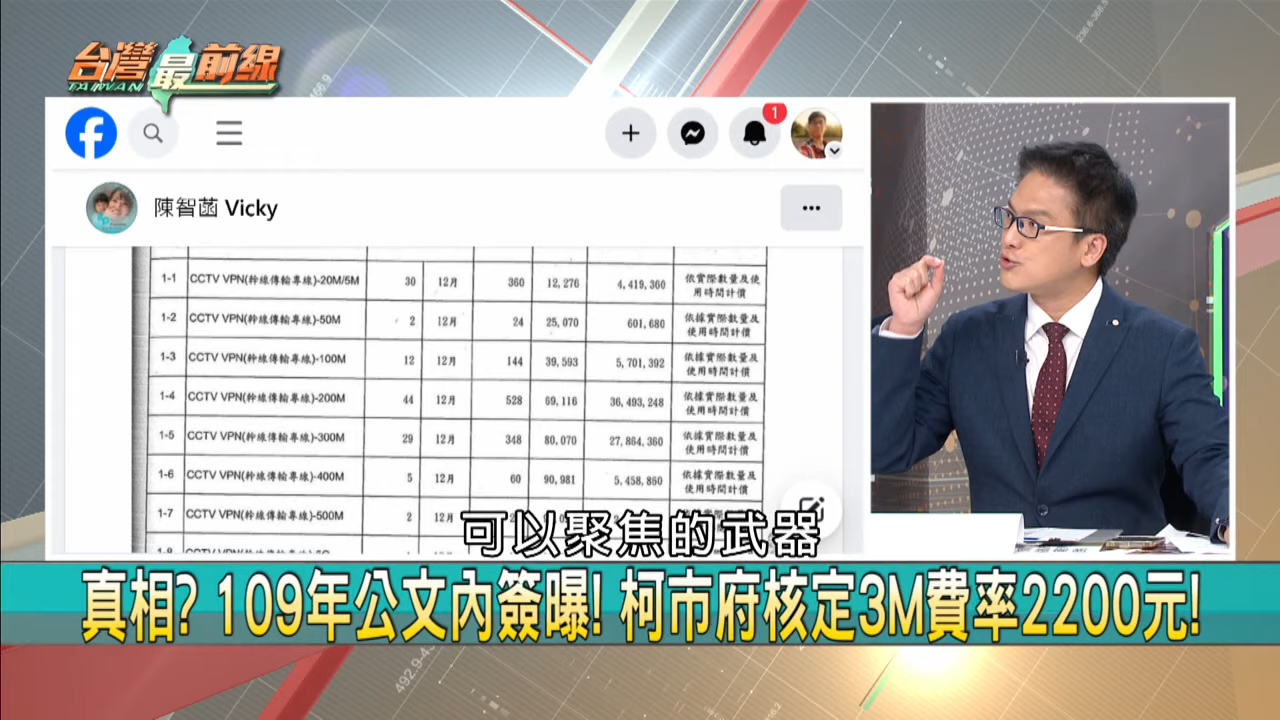 台灣最前線
TAIWAN
1
陳智菡 Vicky
1-1 CCTV VPN(幹線傳輸專線)-20M/5M 30 12月 360 12,276 4,419,360 依實際數量及使用時間計價
1-2 CCTV VPN(幹線傳輸專線)-50M 2 12月 24 25,070 601,680 依據實際數量及使用時間計價
1-3 CCTV VPN(幹線傳輸專線)-100M 12 12月 144 39,593 5,701,392 依據實際數量及使用時間計價
1-4 CCTV VPN(幹線傳輸專線)-200M 44 12月 528 69,116 36,493,248 依據實際數量及使用時間計價
1-5 CCTV VPN(幹線傳輸專線)-300M 29 12月 348 80,070 27,864,360 依據實際數量及使用時間計價
1-6 CCTV VPN(幹線傳輸專線)-400M 5 12月 60 90,981 5,458,860 依據實際數量及使用時間計價
1-7 CCTV VPN(幹線傳輸專線)-500M 2 12月
可以聚焦的武器
真相? 109年公文內簽曝! 柯市府核定3M費率2200元!